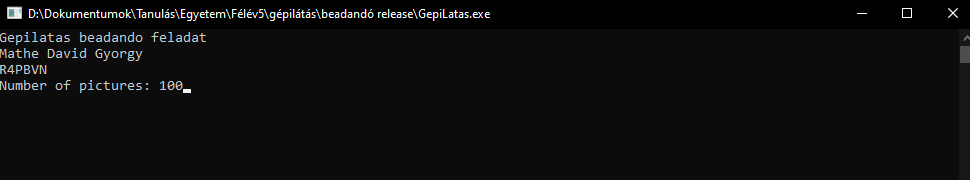 D:\Dokumentumok\Tanulás\Egyetem\Félév5\gépilátás\beadandó release\GepiLatas.exe
Gepilatas beadando feladat
Mathe David Gyorgy
R4PBVN
Number of pictures: 100